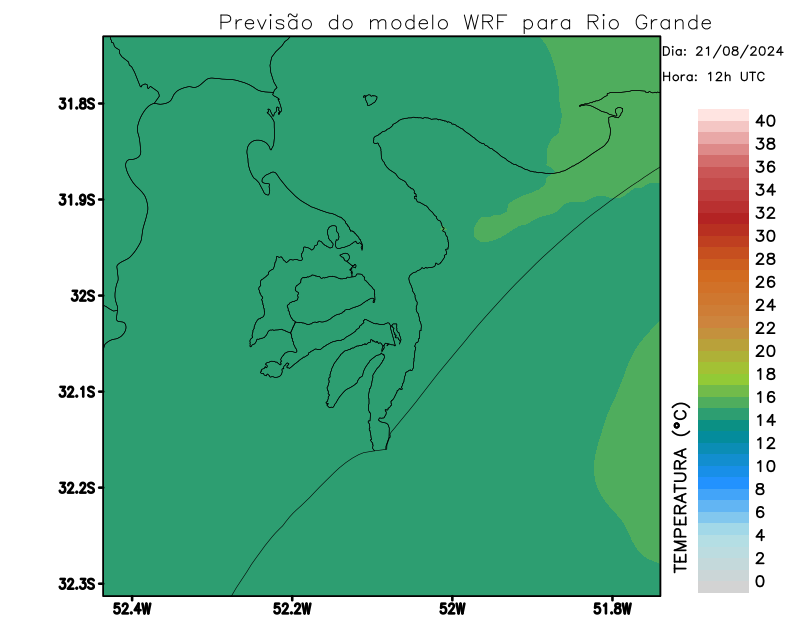 Previsão do modelo WRF para Rio Grande
Dia: 21/08/2024
Hora: 12h UTC
31.8S
31.9S
32S
32.1S
32.2S
32.3S
52.4W
52.2W
52W
51.8W
TEMPERATURA (°C)
40
38
36
34
32
30
28
26
24
22
20
18
16
14
12
10
8
6
4
2
0